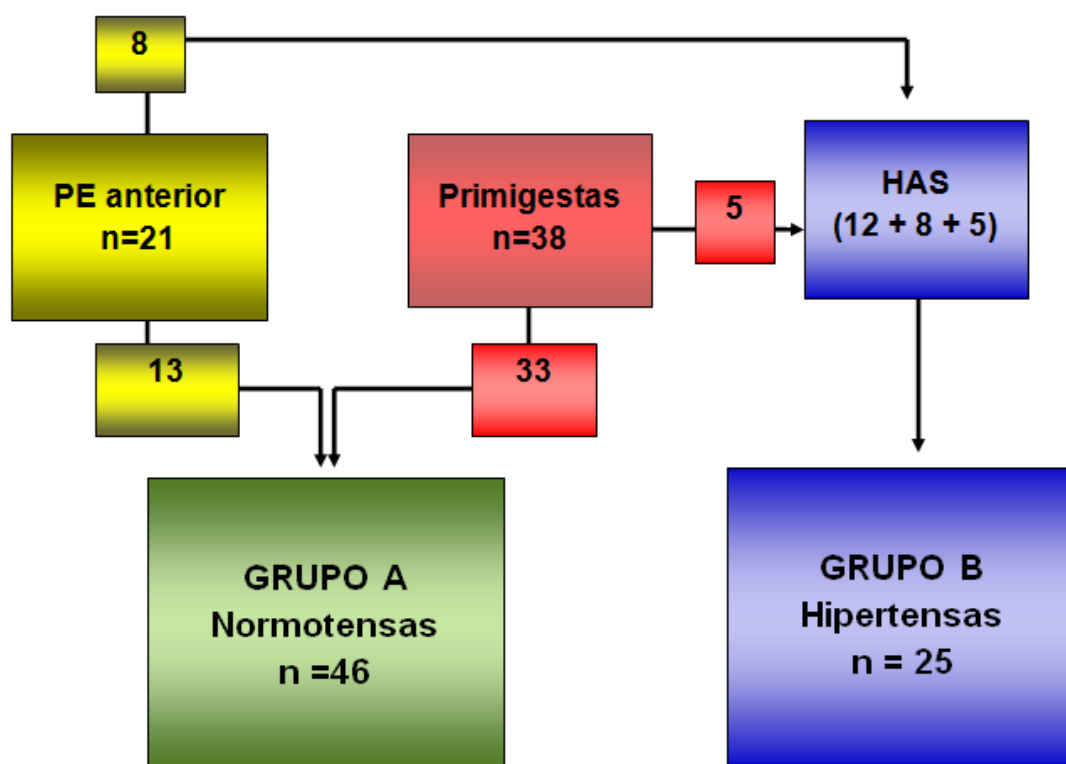 8
PE anterior
n=21
Primigestas
n=38
5
HAS
(12 + 8 + 5)
13
33
GRUPO A
Normotensas
n =46
GRUPO B
Hipertensas
n = 25